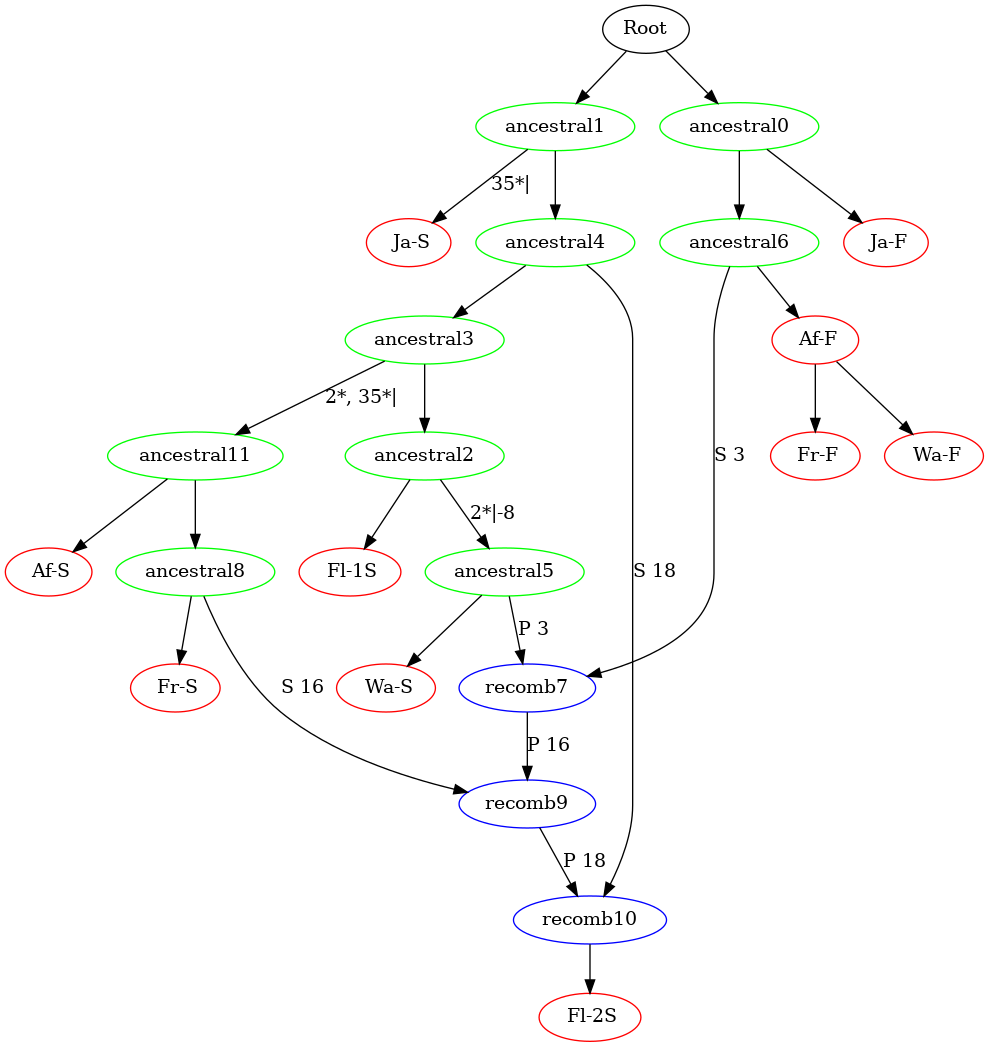 Root
ancestral1
ancestral0
35*|
Ja-S
ancestral4
ancestral6
Ja-F
ancestral3
Af-F
2*, 35*|
ancestral11
ancestral2
S 3
Fr-F
Wa-F
2*|-8
Af-S
ancestral8
Fl-1S
ancestral5
S 18
P 3
Fr-S
S 16
Wa-S
recomb7
P 16
recomb9
P 18
recomb10
Fl-2S